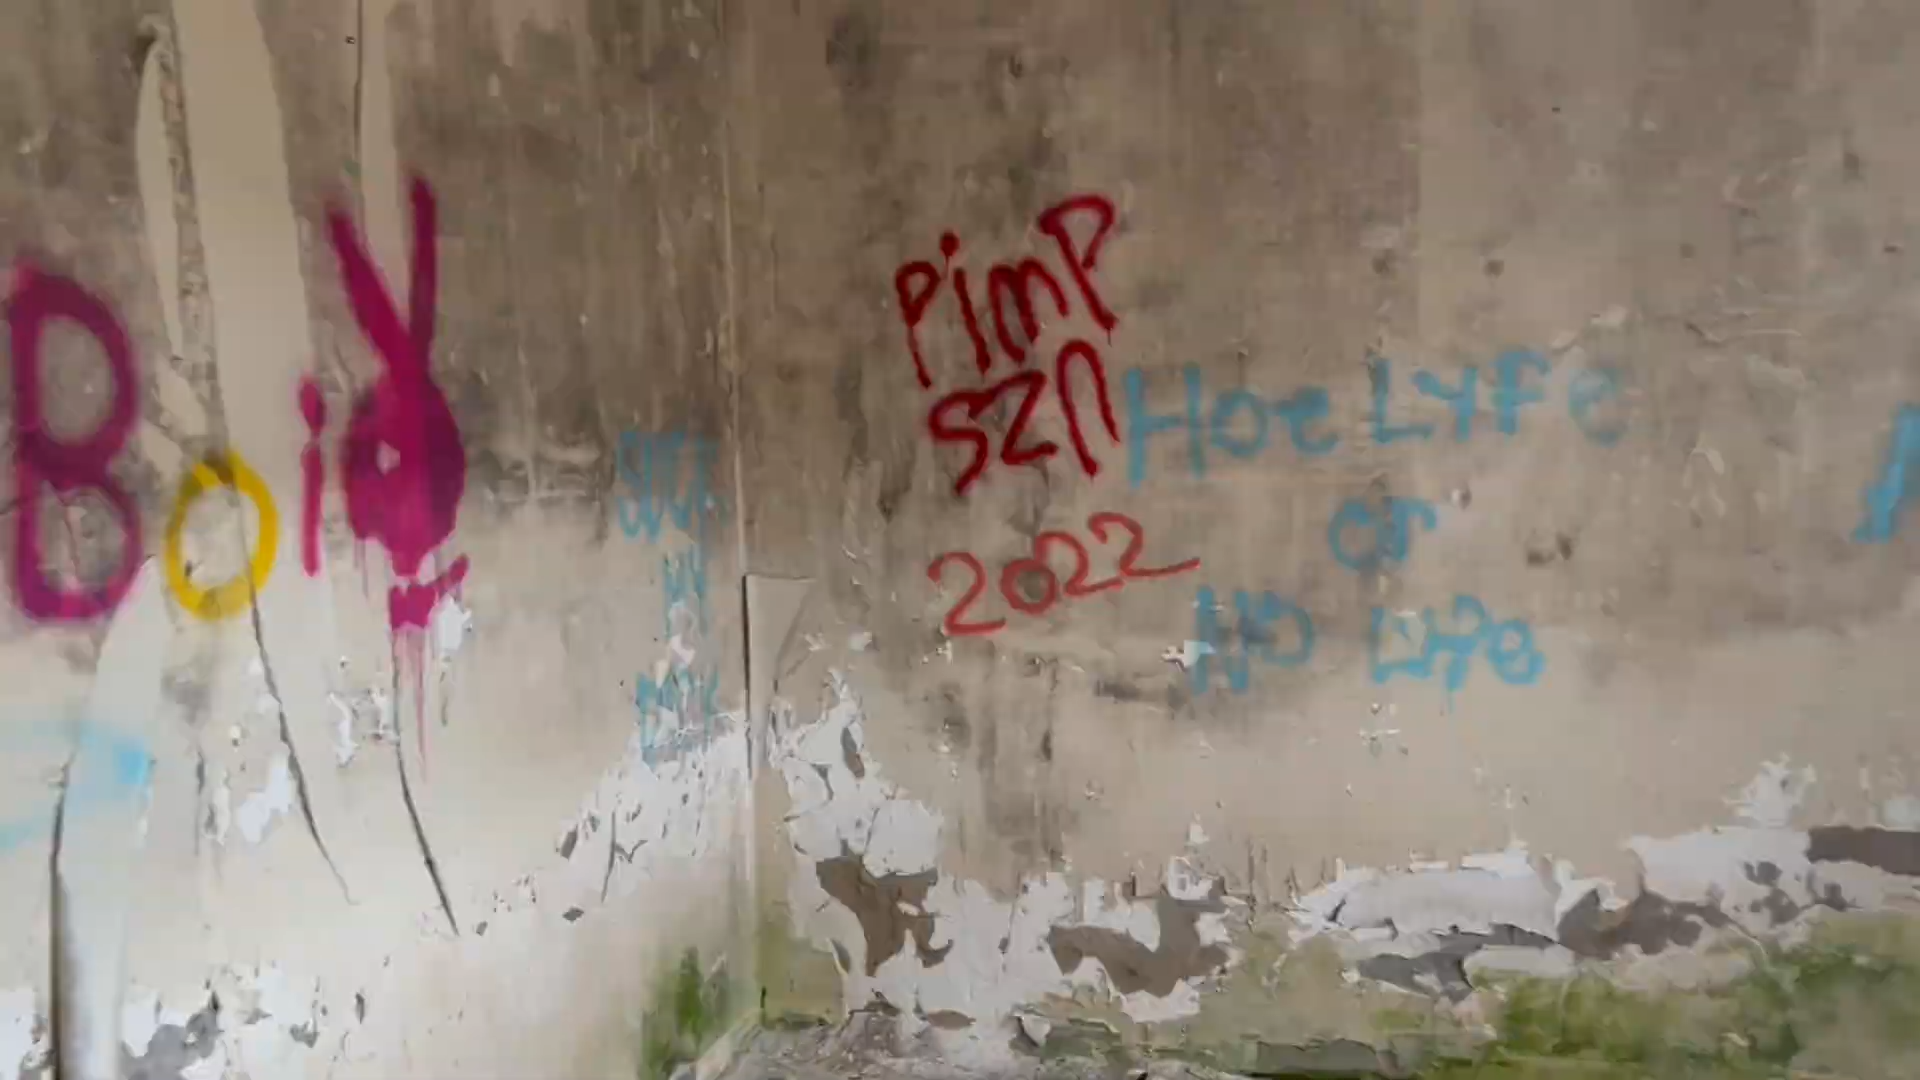 Boi
PimP
SZN
2022
Hoe Lyfe
or
NO Lyfe